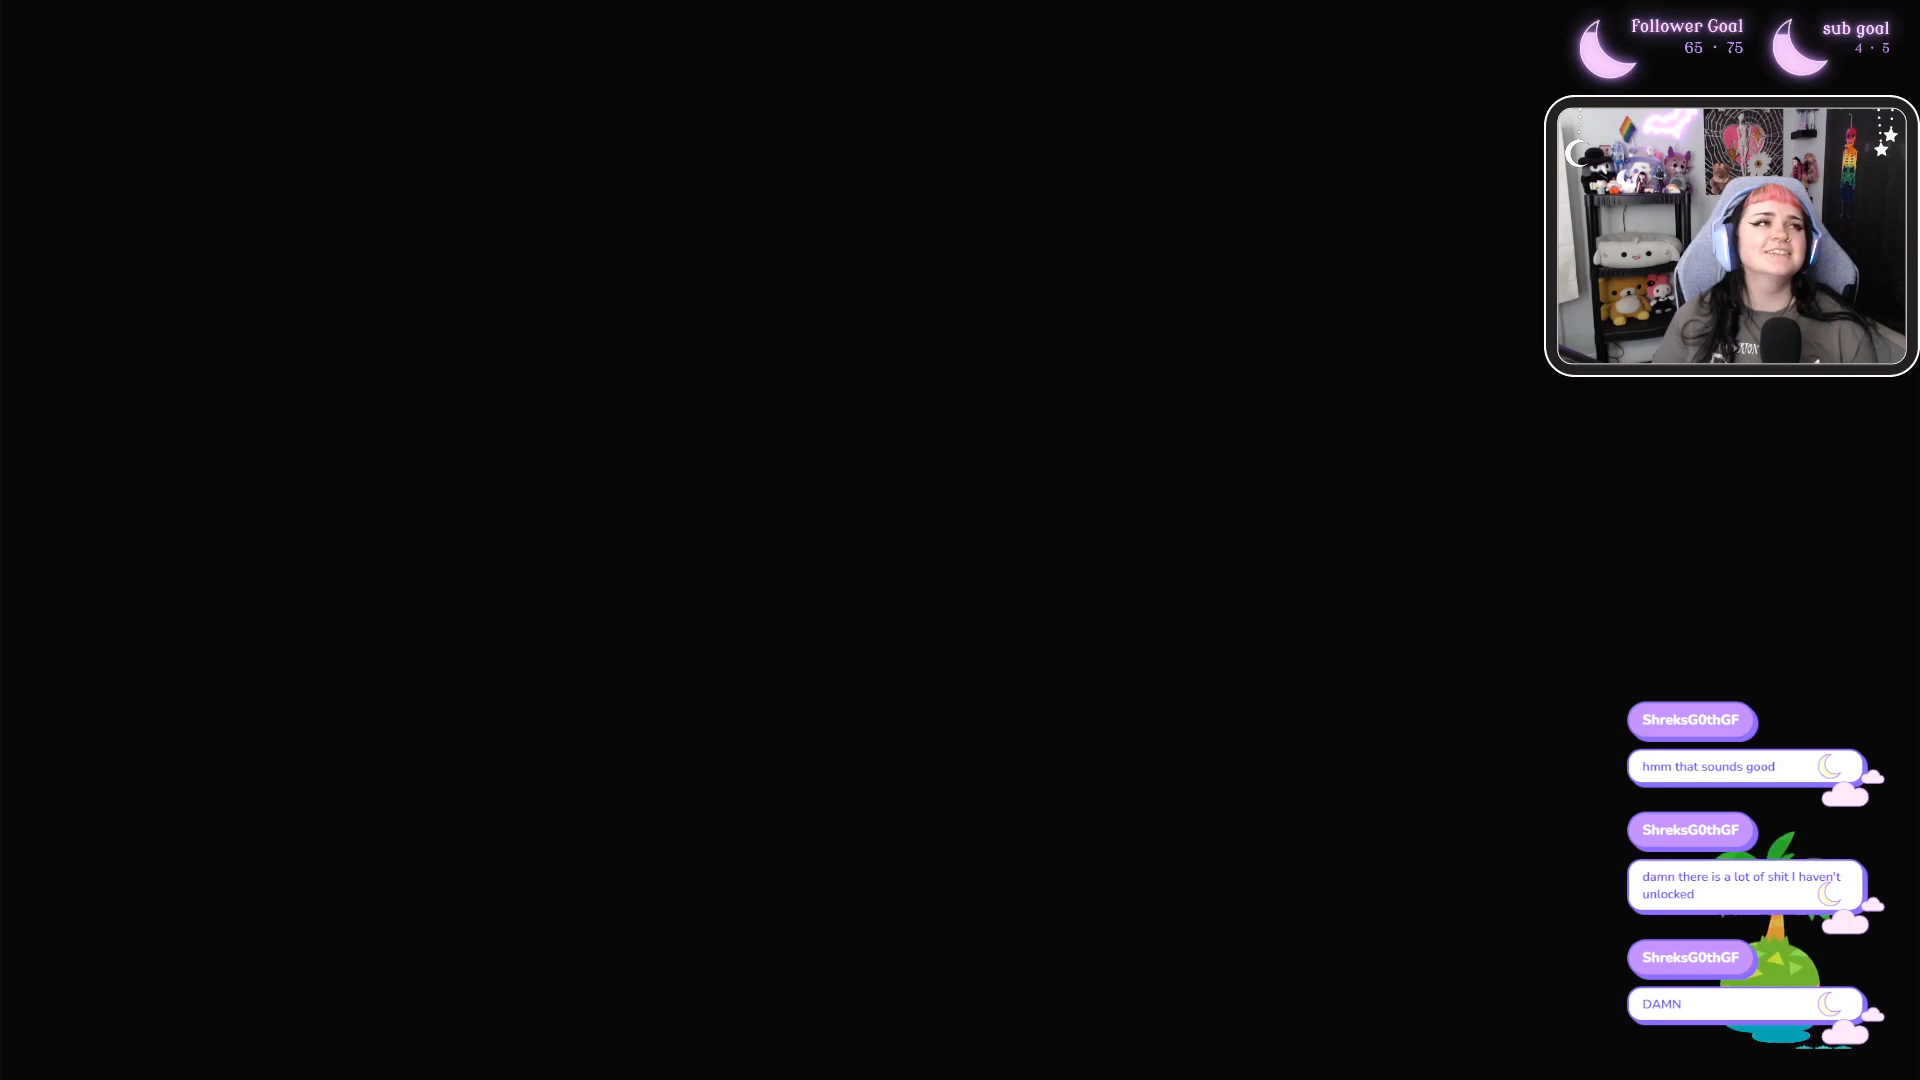 Follower Goal
65 · 75
sub goal
4 · 5
ShreksG0thGF
hmm that sounds good
ShreksG0thGF
damn there is a lot of shit I haven't
unlocked
ShreksG0thGF
DAMN